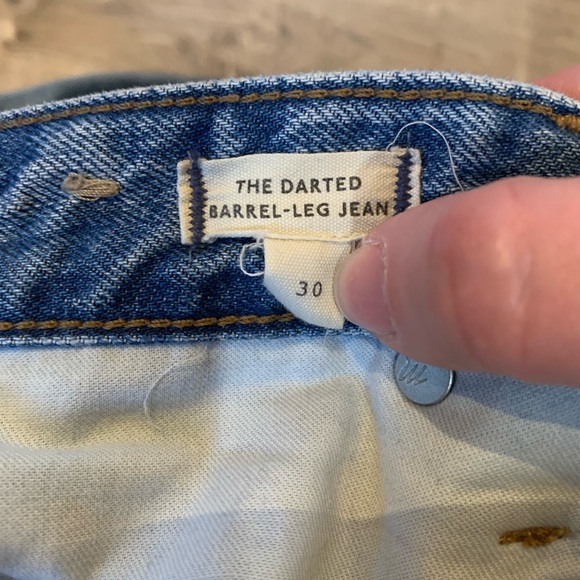 THE DARTED
BARREL-LEG JEAN
30